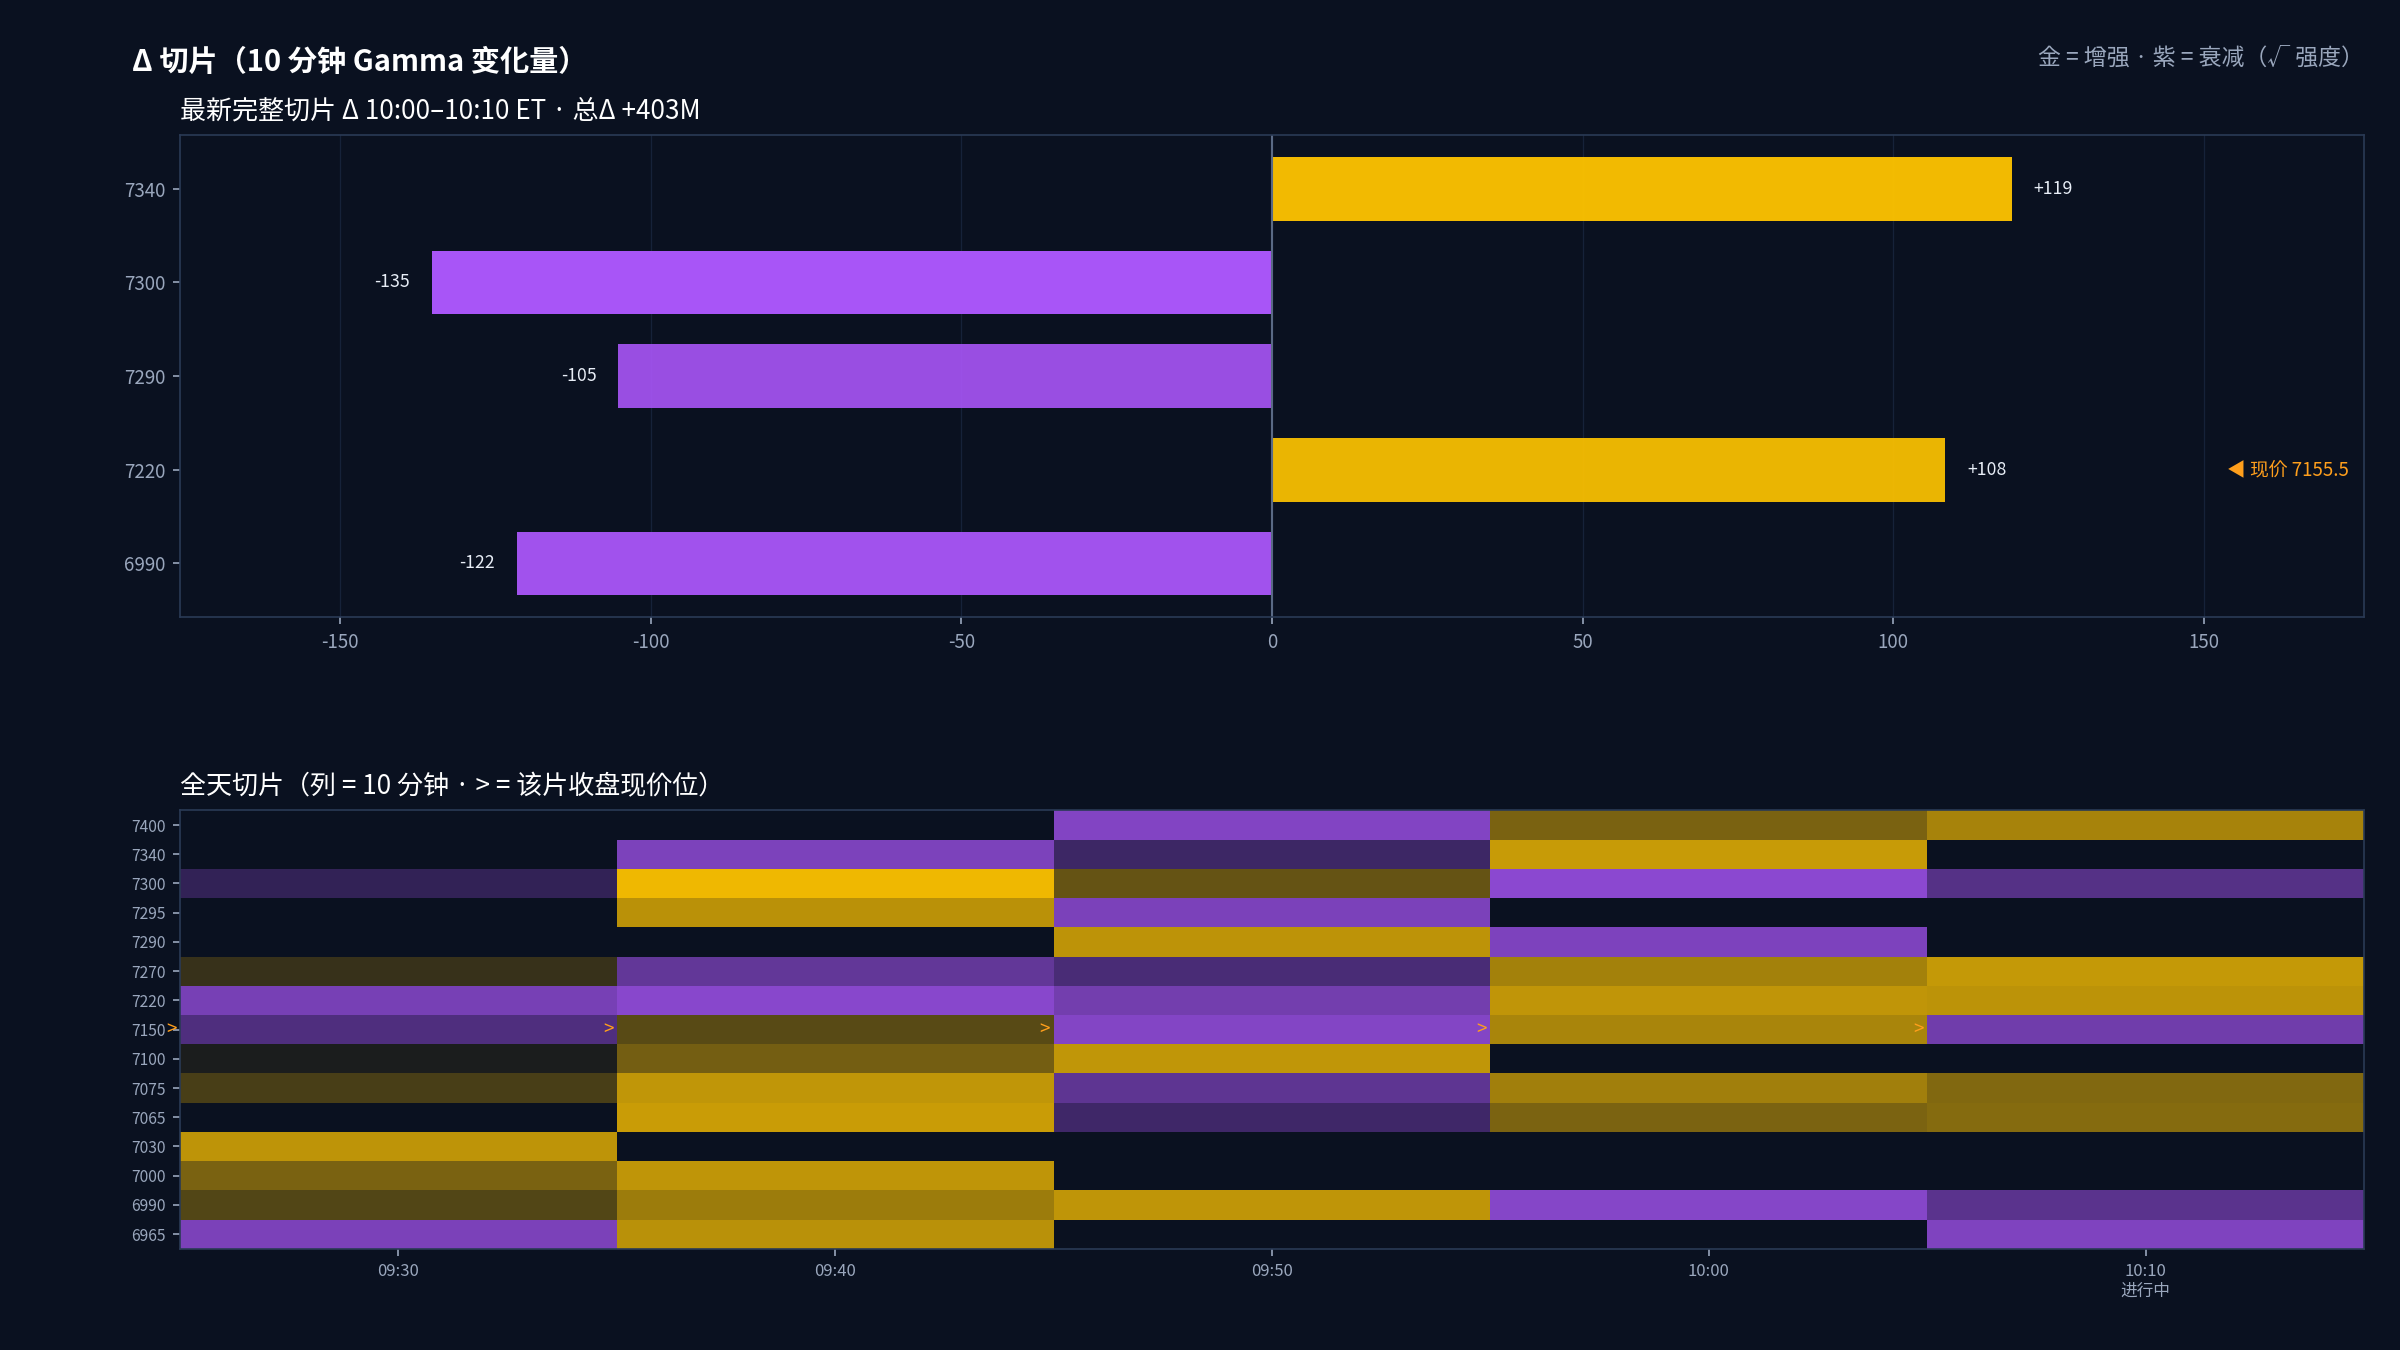 Δ 切片（10 分钟 Gamma 变化量）
金 = 增强 · 紫 = 衰减（√ 强度）
最新完整切片 Δ 10:00–10:10 ET · 总Δ +403M
7340
+119
7300
-135
7290
-105
7220
+108
◀ 现价 7155.5
6990
-122
-150 -100 -50 0 50 100 150
全天切片（列 = 10 分钟 · > = 该片收盘现价位）
7400
7340
7300
7295
7290
7270
7220
7150 > > > > >
7100
7075
7065
7030
7000
6990
6965
09:30 09:40 09:50 10:00 10:10
进行中